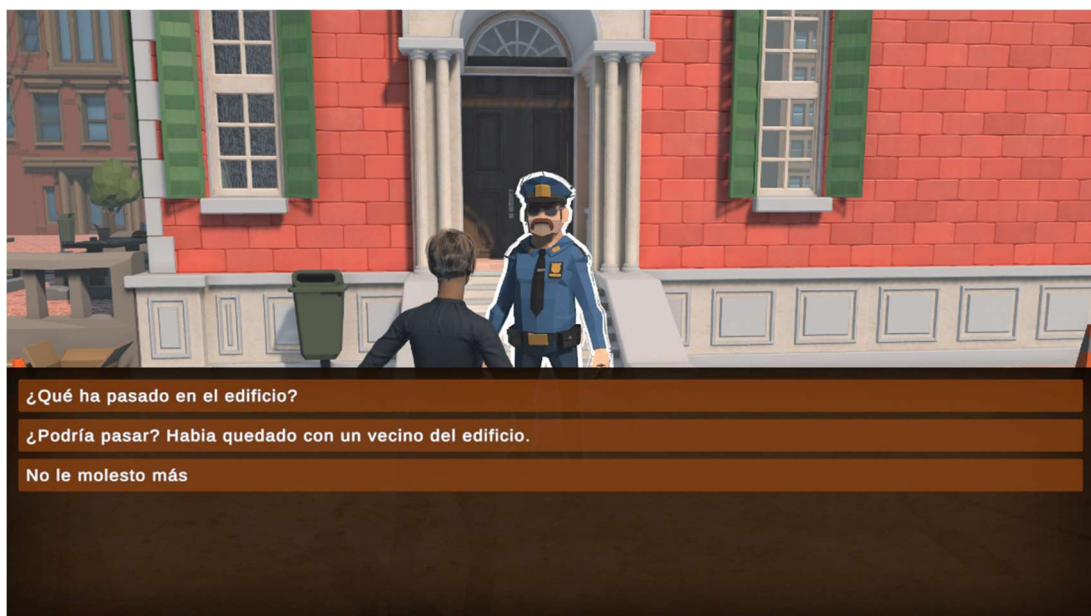 ¿Qué ha pasado en el edificio?
¿Podría pasar? Habia quedado con un vecino del edificio.
No le molesto más